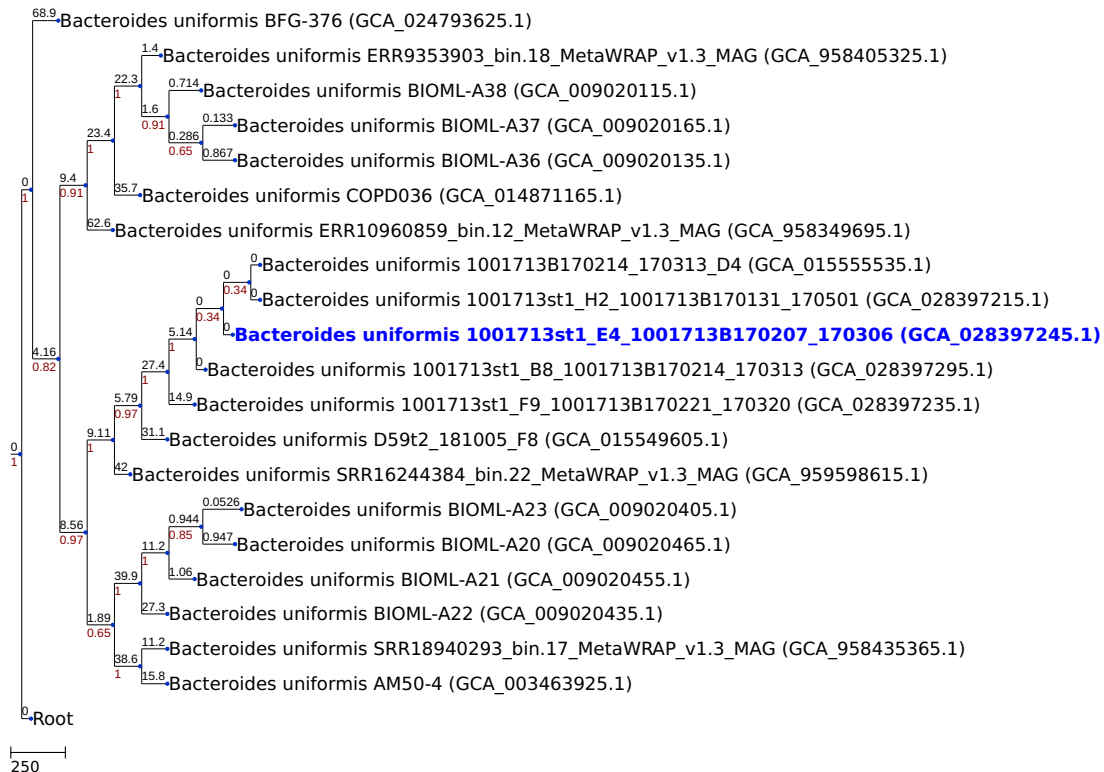 68.9 Bacteroides uniformis BFG-376 (GCA_024793625.1)
1.4 Bacteroides uniformis ERR9353903_bin.18_MetaWRAP_v1.3_MAG (GCA_958405325.1)
22.3
1
0.714 Bacteroides uniformis BIOML-A38 (GCA_009020115.1)
1.6
0.91
0.133 Bacteroides uniformis BIOML-A37 (GCA_009020165.1)
0.286
0.65
23.4
1
0.867 Bacteroides uniformis BIOML-A36 (GCA_009020135.1)
0
1
9.4
0.91
35.7 Bacteroides uniformis COPD036 (GCA_014871165.1)
62.6 Bacteroides uniformis ERR10960859_bin.12_MetaWRAP_v1.3_MAG (GCA_958349695.1)
0 Bacteroides uniformis 1001713B170214_170313_D4 (GCA_015555535.1)
0
0.34
0 Bacteroides uniformis 1001713st1_H2_1001713B170131_170501 (GCA_028397215.1)
0
0.34
0 Bacteroides uniformis 1001713st1_E4_1001713B170207_170306 (GCA_028397245.1)
5.14
1
4.16
0.82
0 Bacteroides uniformis 1001713st1_B8_1001713B170214_170313 (GCA_028397295.1)
27.4
1
14.9 Bacteroides uniformis 1001713st1_F9_1001713B170221_170320 (GCA_028397235.1)
5.79
0.97
31.1 Bacteroides uniformis D59t2_181005_F8 (GCA_015549605.1)
9.11
1
0
1
42 Bacteroides uniformis SRR16244384_bin.22_MetaWRAP_v1.3_MAG (GCA_959598615.1)
0.0526 Bacteroides uniformis BIOML-A23 (GCA_009020405.1)
0.944
0.85
8.56
0.97
0.947 Bacteroides uniformis BIOML-A20 (GCA_009020465.1)
11.2
1
1.06 Bacteroides uniformis BIOML-A21 (GCA_009020455.1)
39.9
1
27.3 Bacteroides uniformis BIOML-A22 (GCA_009020435.1)
1.89
0.65
11.2 Bacteroides uniformis SRR18940293_bin.17_MetaWRAP_v1.3_MAG (GCA_958435365.1)
38.6
1
15.8 Bacteroides uniformis AM50-4 (GCA_003463925.1)
0 Root
250